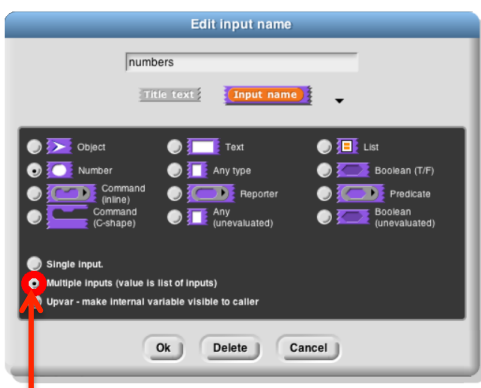 Edit input name
numbers
Title text Input name
Object Text List
Number Any type Boolean (T/F)
Command (inline) Reporter Predicate
Command (C-shape) Any (unevaluated) Boolean (unevaluated)
Single input.
Multiple inputs (value is list of inputs)
Upvar - make internal variable visible to caller
Ok Delete Cancel